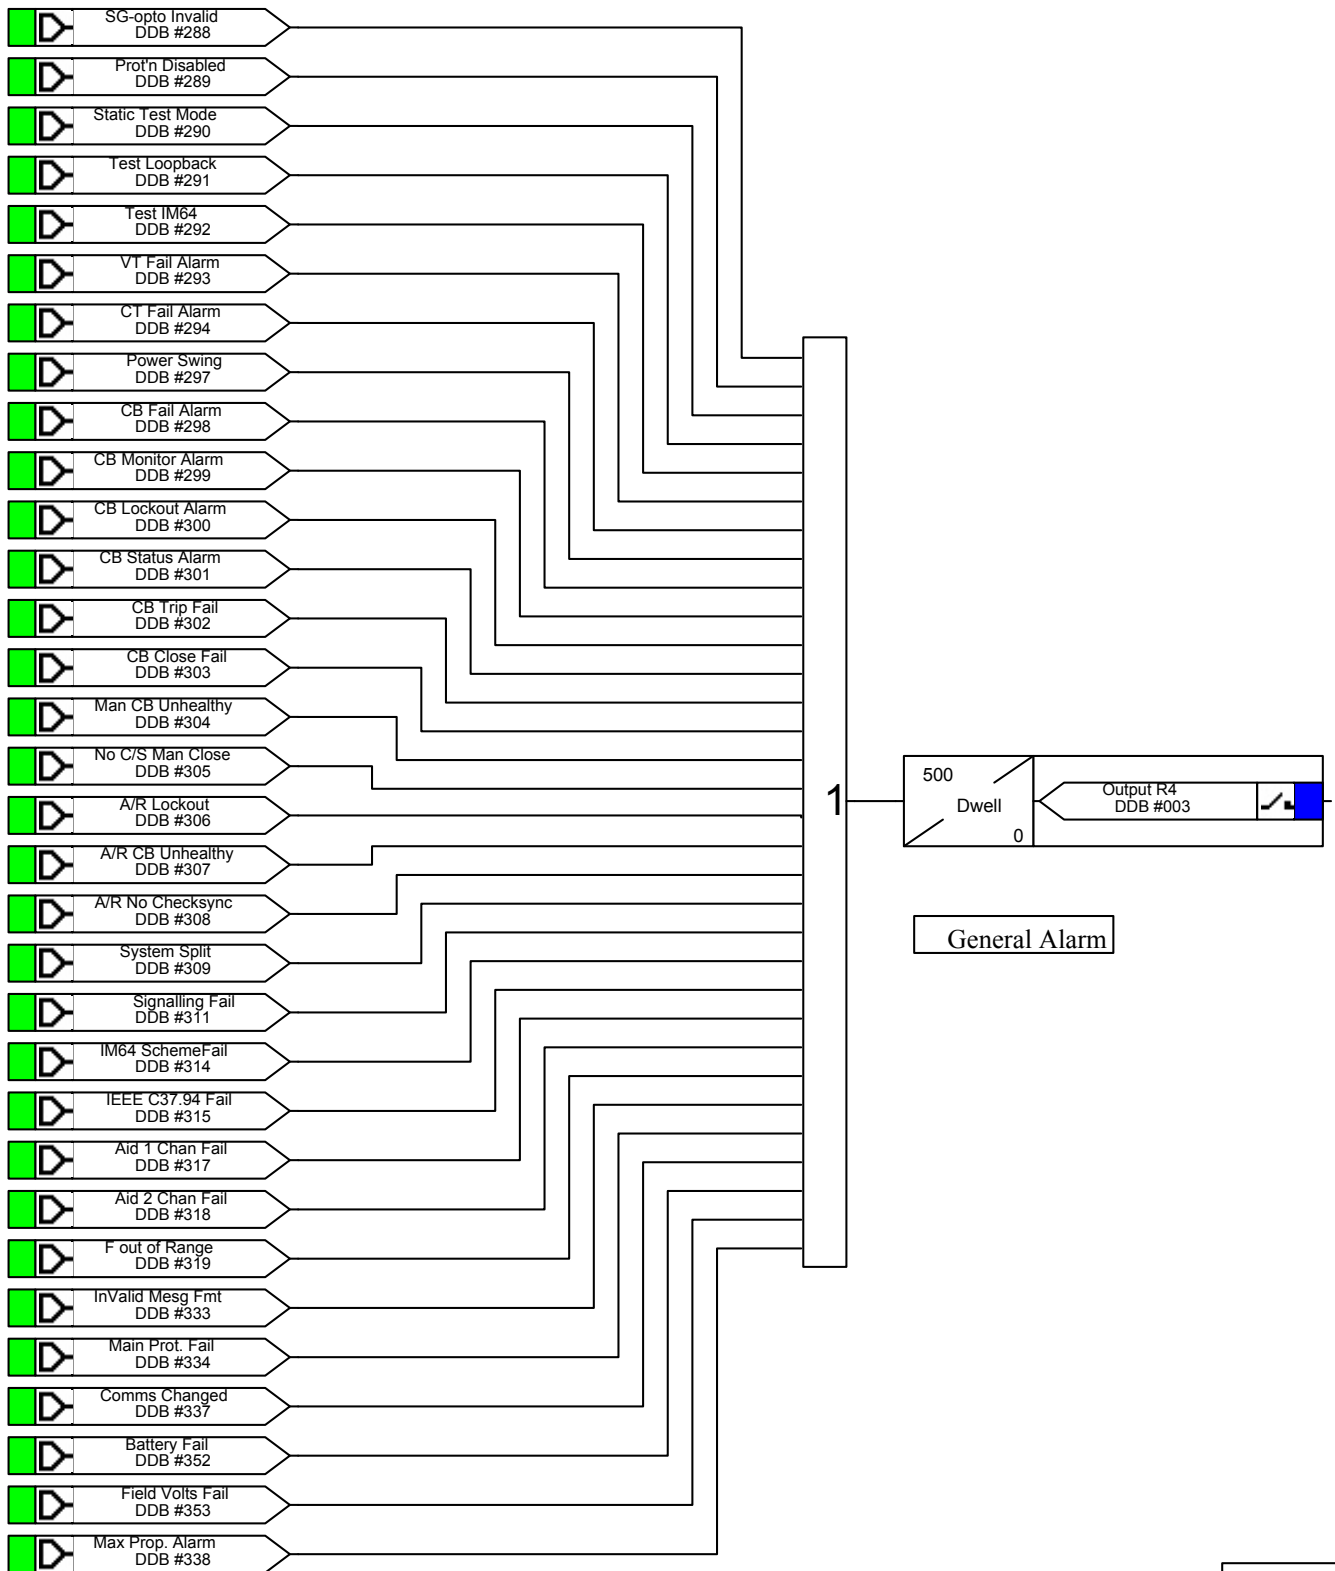 SG-opto Invalid
DDB #288
Prot'n Disabled
DDB #289
Static Test Mode
DDB #290
Test Loopback
DDB #291
Test IM64
DDB #292
VT Fail Alarm
DDB #293
CT Fail Alarm
DDB #294
Power Swing
DDB #297
CB Fail Alarm
DDB #298
CB Monitor Alarm
DDB #299
CB Lockout Alarm
DDB #300
CB Status Alarm
DDB #301
CB Trip Fail
DDB #302
CB Close Fail
DDB #303
Man CB Unhealthy
DDB #304
No C/S Man Close
DDB #305
A/R Lockout
DDB #306
A/R CB Unhealthy
DDB #307
A/R No Checksync
DDB #308
System Split
DDB #309
Signalling Fail
DDB #311
IM64 SchemeFail
DDB #314
IEEE C37.94 Fail
DDB #315
Aid 1 Chan Fail
DDB #317
Aid 2 Chan Fail
DDB #318
F out of Range
DDB #319
InValid Mesg Fmt
DDB #333
Main Prot. Fail
DDB #334
Comms Changed
DDB #337
Battery Fail
DDB #352
Field Volts Fail
DDB #353
Max Prop. Alarm
DDB #338
1
500
Dwell
0
Output R4
DDB #003
General Alarm